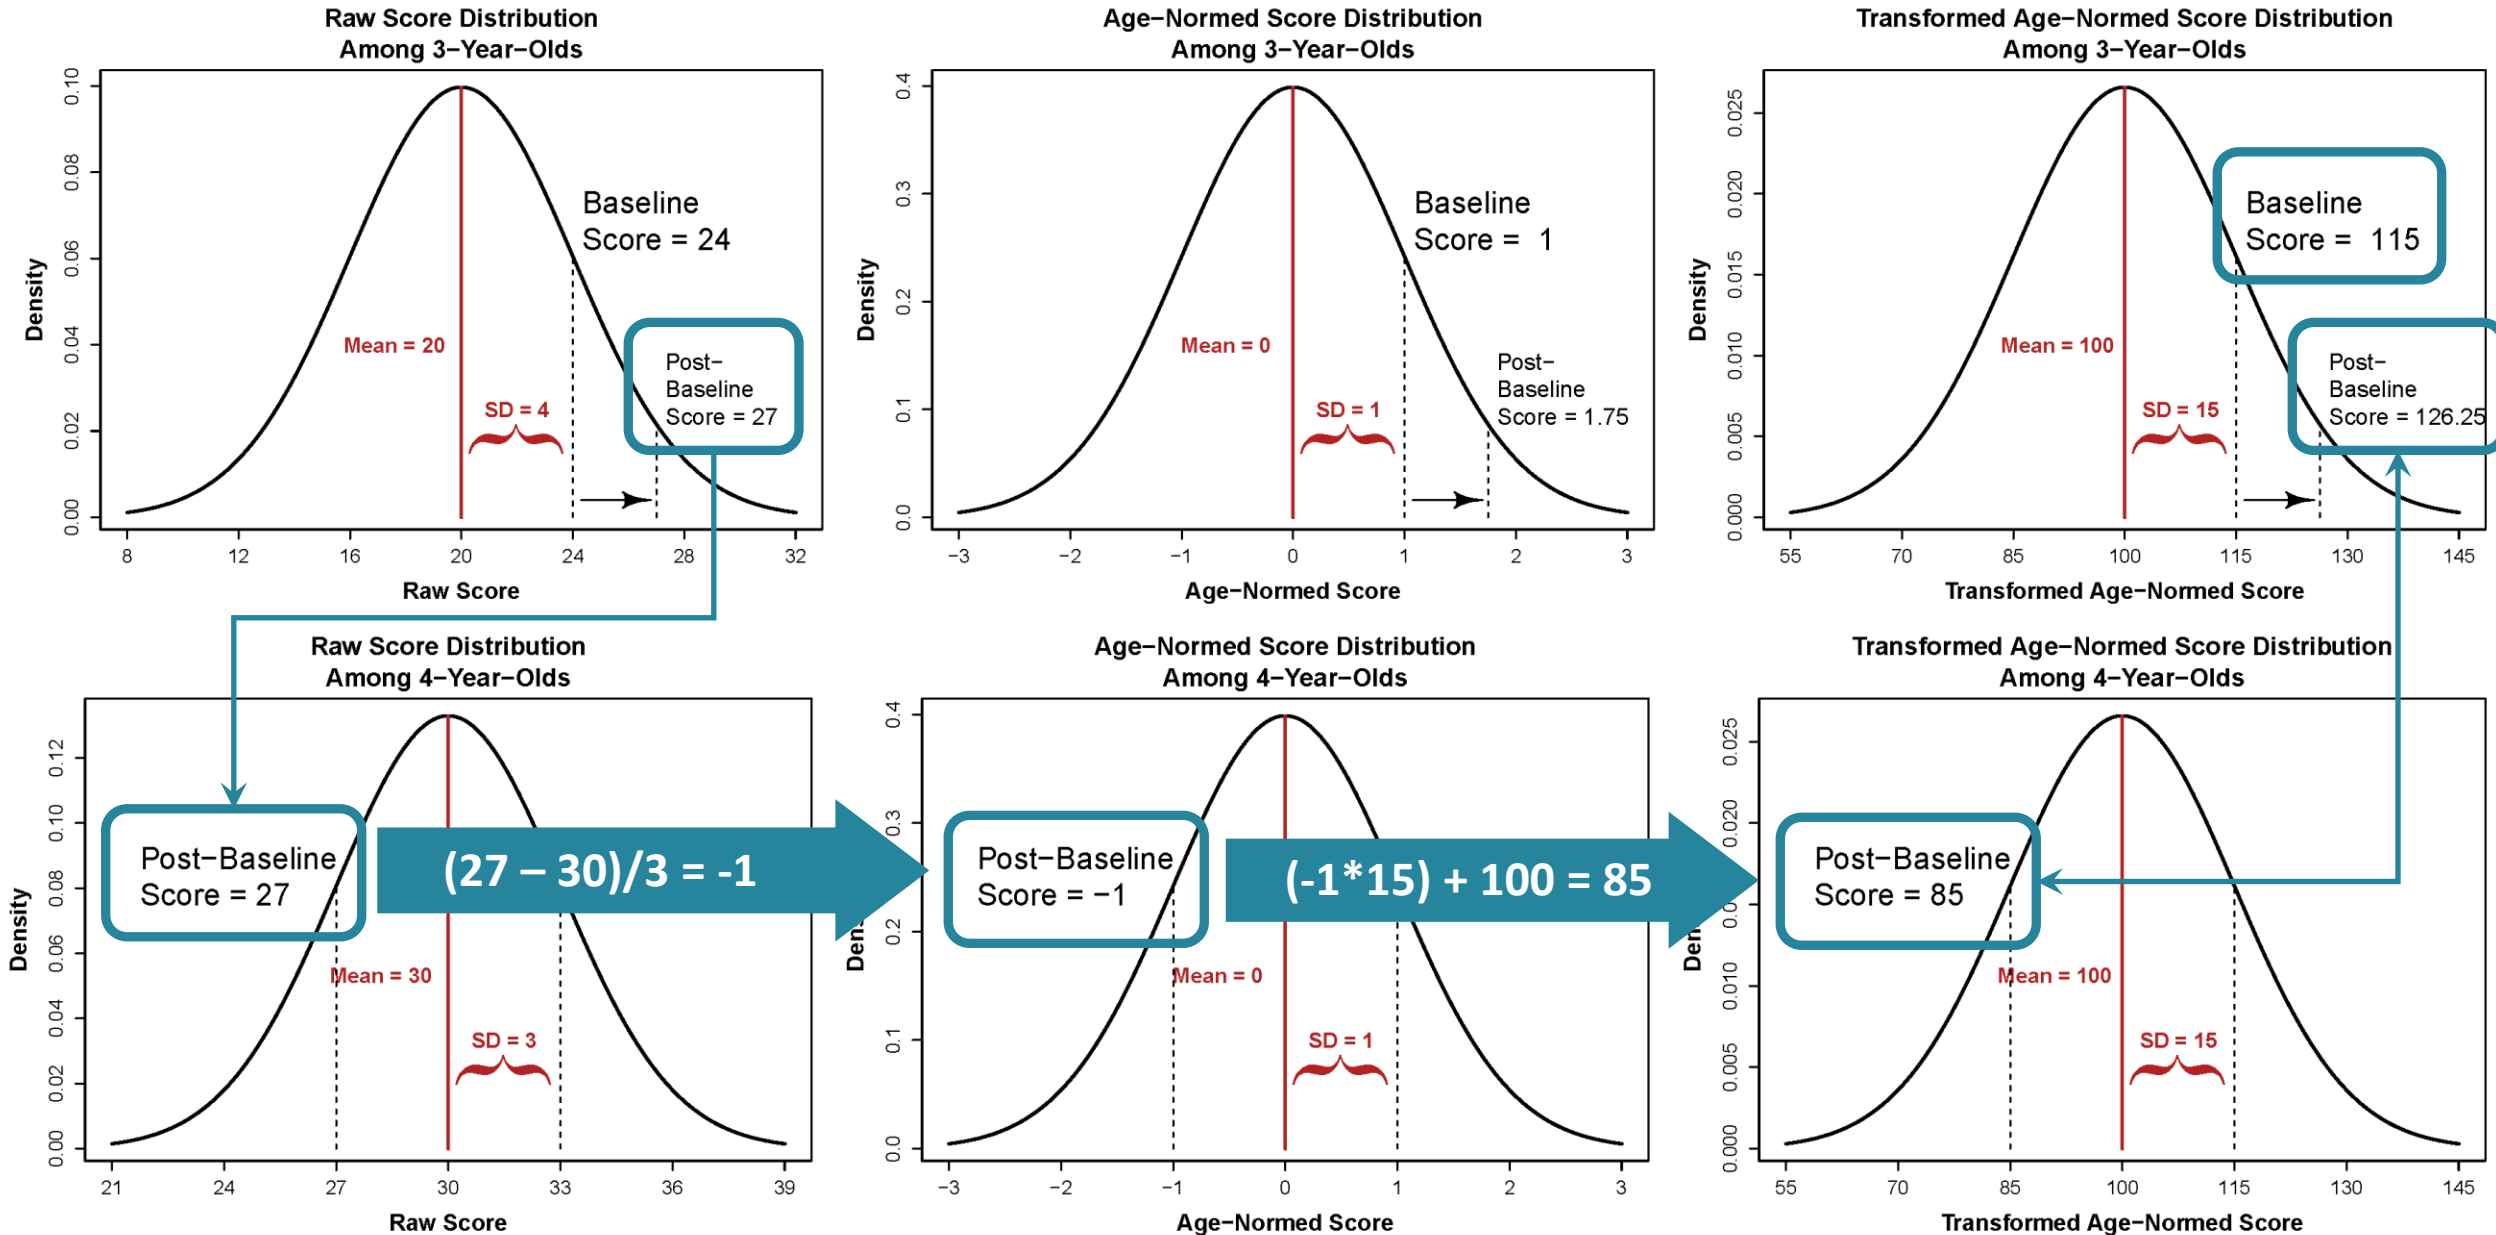 Raw Score Distribution
Among 3−Year−Olds
Density
0.00
0.02
0.04
0.06
0.08
0.10
Baseline
Score = 24
Mean = 20
SD = 4
Post−
Baseline
Score = 27
8 12 16 20 24 28 32
Raw Score
Age−Normed Score Distribution
Among 3−Year−Olds
Density
0.0
0.1
0.2
0.3
0.4
Baseline
Score = 1
Mean = 0
SD = 1
Post−
Baseline
Score = 1.75
−3 −2 −1 0 1 2 3
Age−Normed Score
Transformed Age−Normed Score Distribution
Among 3−Year−Olds
Density
0.000
0.005
0.010
0.015
0.020
0.025
Baseline
Score = 115
Mean = 100
SD = 15
Post−
Baseline
Score = 126.25
55 70 85 100 115 130 145
Transformed Age−Normed Score
Raw Score Distribution
Among 4−Year−Olds
Density
0.00
0.02
0.04
0.06
0.08
0.10
0.12
Post−Baseline
Score = 27
(27 – 30)/3 = -1
Mean = 30
SD = 3
21 24 27 30 33 36 39
Raw Score
Age−Normed Score Distribution
Among 4−Year−Olds
0.0
0.1
0.2
0.3
0.4
Post−Baseline
Score = −1
(-1*15) + 100 = 85
Mean = 0
SD = 1
−3 −2 −1 0 1 2 3
Age−Normed Score
Transformed Age−Normed Score Distribution
Among 4−Year−Olds
0.000
0.005
0.010
0.020
0.025
Post−Baseline
Score = 85
Mean = 100
SD = 15
55 70 85 100 115 130 145
Transformed Age−Normed Score